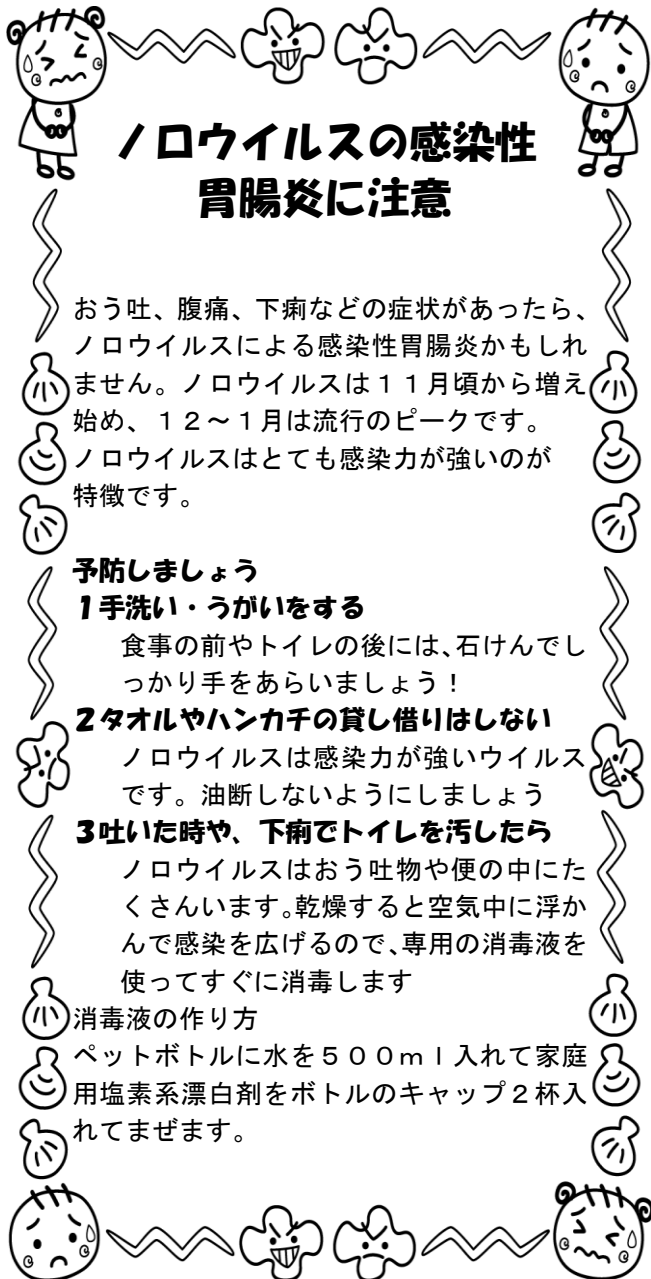 ノロウイルスの感染性
胃腸炎に注意
おう吐、腹痛、下痢などの症状があったら、
ノロウイルスによる感染性胃腸炎かもしれ
ません。ノロウイルスは１１月頃から増え
始め、１２～１月は流行のピークです。
ノロウイルスはとても感染力が強いのが
特徴です。
予防しましょう
１手洗い・うがいをする
食事の前やトイレの後には、石けんでし
っかり手をあらいましょう！
２タオルやハンカチの貸し借りはしない
ノロウイルスは感染力が強いウイルス
です。油断しないようにしましょう
３吐いた時や、下痢でトイレを汚したら
ノロウイルスはおう吐物や便の中にた
くさんいます。乾燥すると空気中に浮か
んで感染を広げるので、専用の消毒液を
使ってすぐに消毒します
消毒液の作り方
ペットボトルに水を５００ｍｌ入れて家庭
用塩素系漂白剤をボトルのキャップ２杯入
れてまぜます。